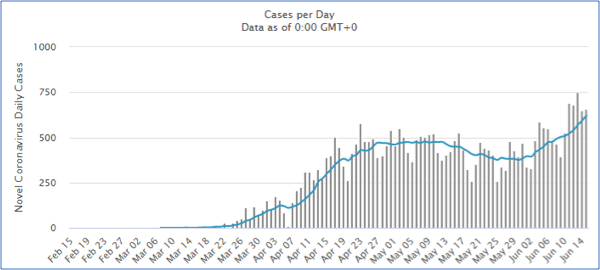 Cases per Day
Data as of 0:00 GMT+0
Novel Coronavirus Daily Cases
1000
750
500
250
0
Feb 15
Feb 19
Feb 23
Feb 27
Mar 02
Mar 06
Mar 10
Mar 14
Mar 18
Mar 22
Mar 26
Mar 30
Apr 03
Apr 07
Apr 11
Apr 15
Apr 19
Apr 23
Apr 27
May 01
May 05
May 09
May 13
May 17
May 21
May 25
May 29
Jun 02
Jun 06
Jun 10
Jun 14